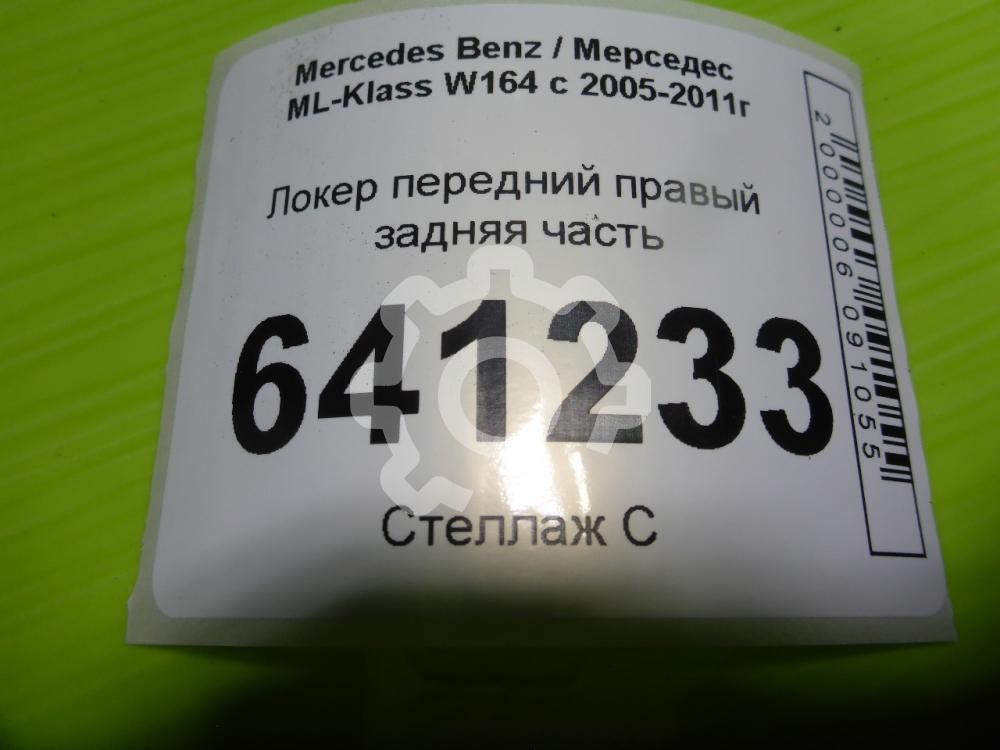 Mercedes Benz / Мерседес
ML-Klass W164 с 2005-2011г
Локер передний правый
задняя часть
641233
Стеллаж С
2000006091055